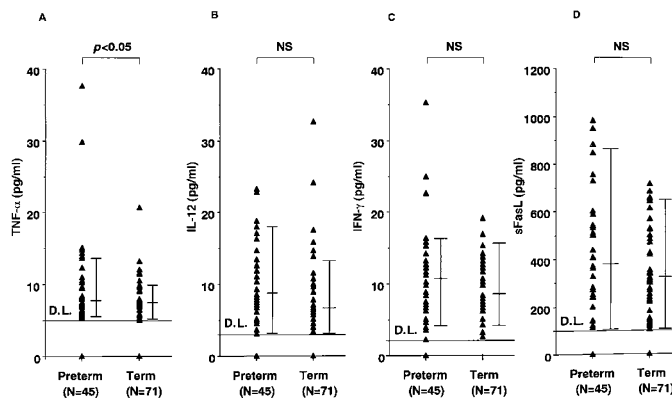 A
B
C
D
p<0.05
NS
NS
NS
40
30
20
10
0
TNF-α (pg/ml)
D.L.
Preterm
(N=45)
Term
(N=71)
40
30
20
10
0
IL-12 (pg/ml)
D.L.
Preterm
(N=45)
Term
(N=71)
40
30
20
10
0
IFN-γ (pg/ml)
D.L.
Preterm
(N=45)
Term
(N=71)
1200
1000
800
600
400
200
100
0
sFasL (pg/ml)
D.L.
Preterm
(N=45)
Term
(N=71)